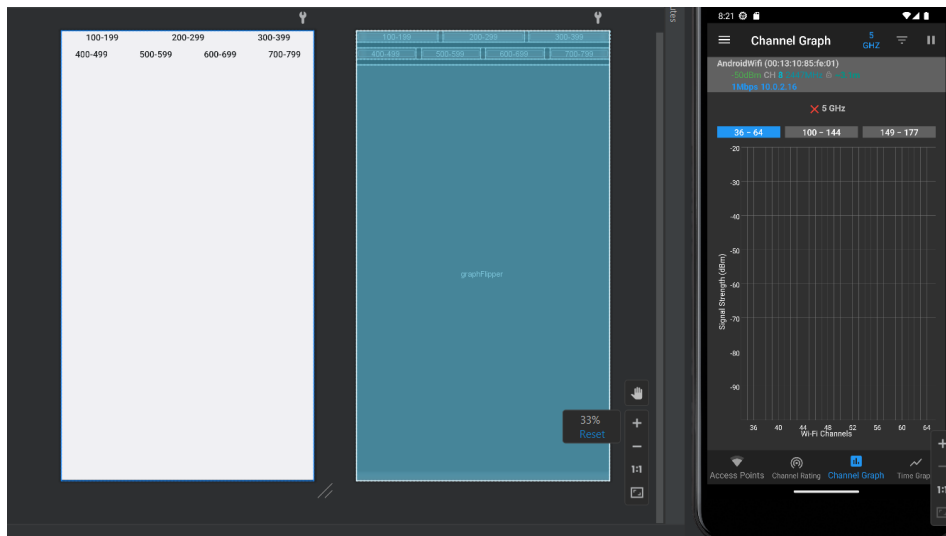 100-199 200-299 300-399
400-499 500-599 600-699 700-799
100-199 200-299 300-399
400-499 500-599 600-699 700-799
graphFlipper
33%
Reset
1:1
utes
8:21
Channel Graph
5
GHZ
AndroidWifi (00:13:10:85:fe:01)
-50dBm CH 8
1Mbps 10.0.2.16
5 GHz
36 – 64 100 – 144 149 – 177
-20
-30
-40
-50
-60
-70
-80
-90
Signal Strength (dBm)
36 40 44 48 52 56 60 64
Wi-Fi Channels
Access Points Channel Rating Channel Graph Time Grap
1:1